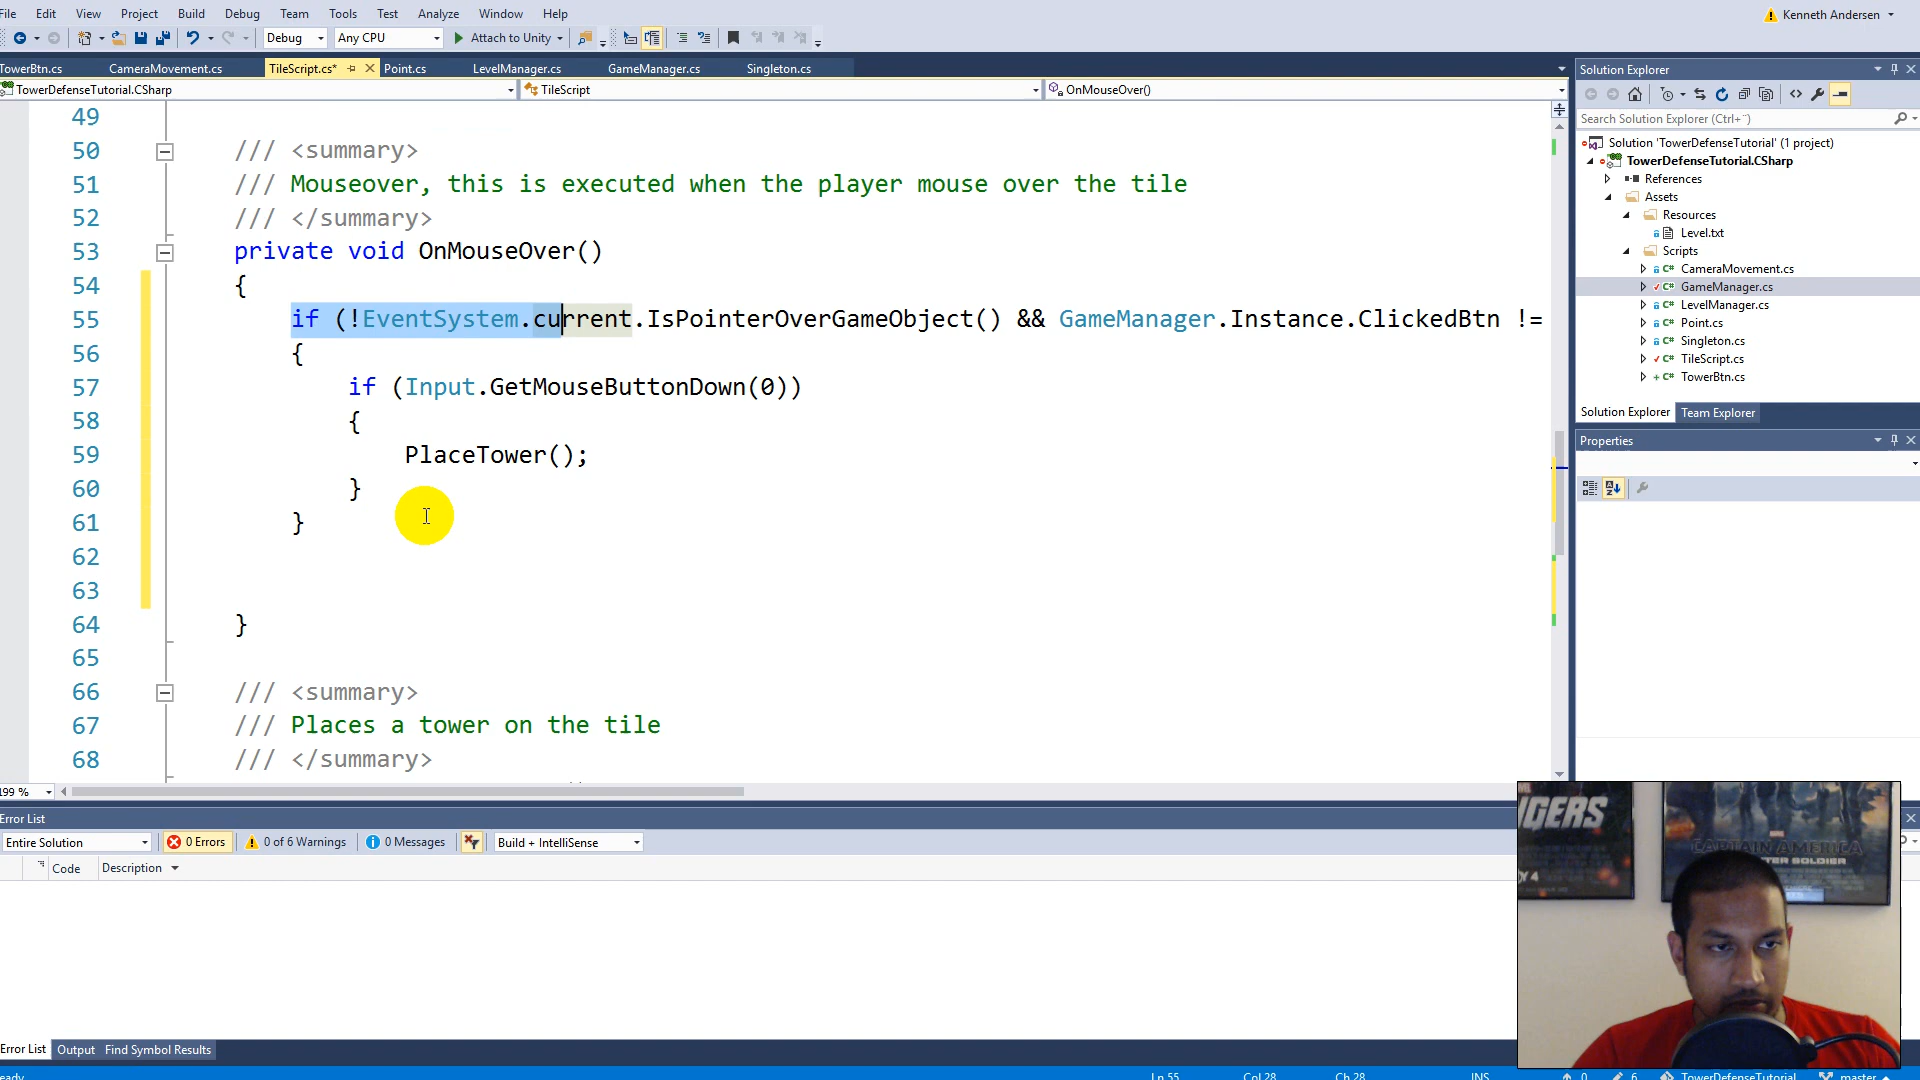 File Edit View Project Build Debug Team Tools Test Analyze Window Help Kenneth Andersen
Debug Any CPU Attach to Unity
TowerBtn.cs CameraMovement.cs TileScript.cs* Point.cs LevelManager.cs GameManager.cs Singleton.cs
TowerDefenseTutorial.CSharp TileScript OnMouseOver()
49
50 /// <summary>
51 /// Mouseover, this is executed when the player mouse over the tile
52 /// </summary>
53 private void OnMouseOver()
54 {
55 if (!EventSystem.current.IsPointerOverGameObject() && GameManager.Instance.ClickedBtn !=
56 {
57 if (Input.GetMouseButtonDown(0))
58 {
59 PlaceTower();
60 }
61 }
62
63
64 }
65
66 /// <summary>
67 /// Places a tower on the tile
68 /// </summary>
199 %
Solution Explorer
Search Solution Explorer (Ctrl+¨)
Solution 'TowerDefenseTutorial' (1 project)
TowerDefenseTutorial.CSharp
References
Assets
Resources
Level.txt
Scripts
CameraMovement.cs
GameManager.cs
LevelManager.cs
Point.cs
Singleton.cs
TileScript.cs
TowerBtn.cs
Solution Explorer Team Explorer
Properties
Error List
Entire Solution 0 Errors 0 of 6 Warnings 0 Messages Build + IntelliSense
Code Description
CAPTAIN AMERICA
Error List Output Find Symbol Results
Ln 55 Col 28 Ch 28 INS 0 6 TowerDefenseTutorial master